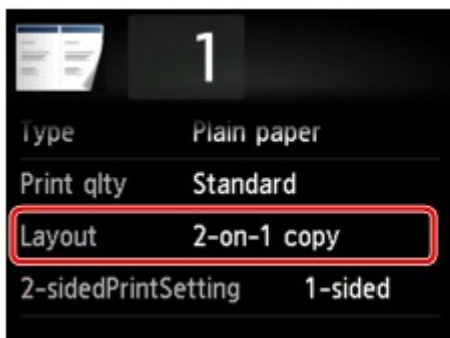 1
Type Plain paper
Print qlty Standard
Layout 2-on-1 copy
2-sidedPrintSetting 1-sided